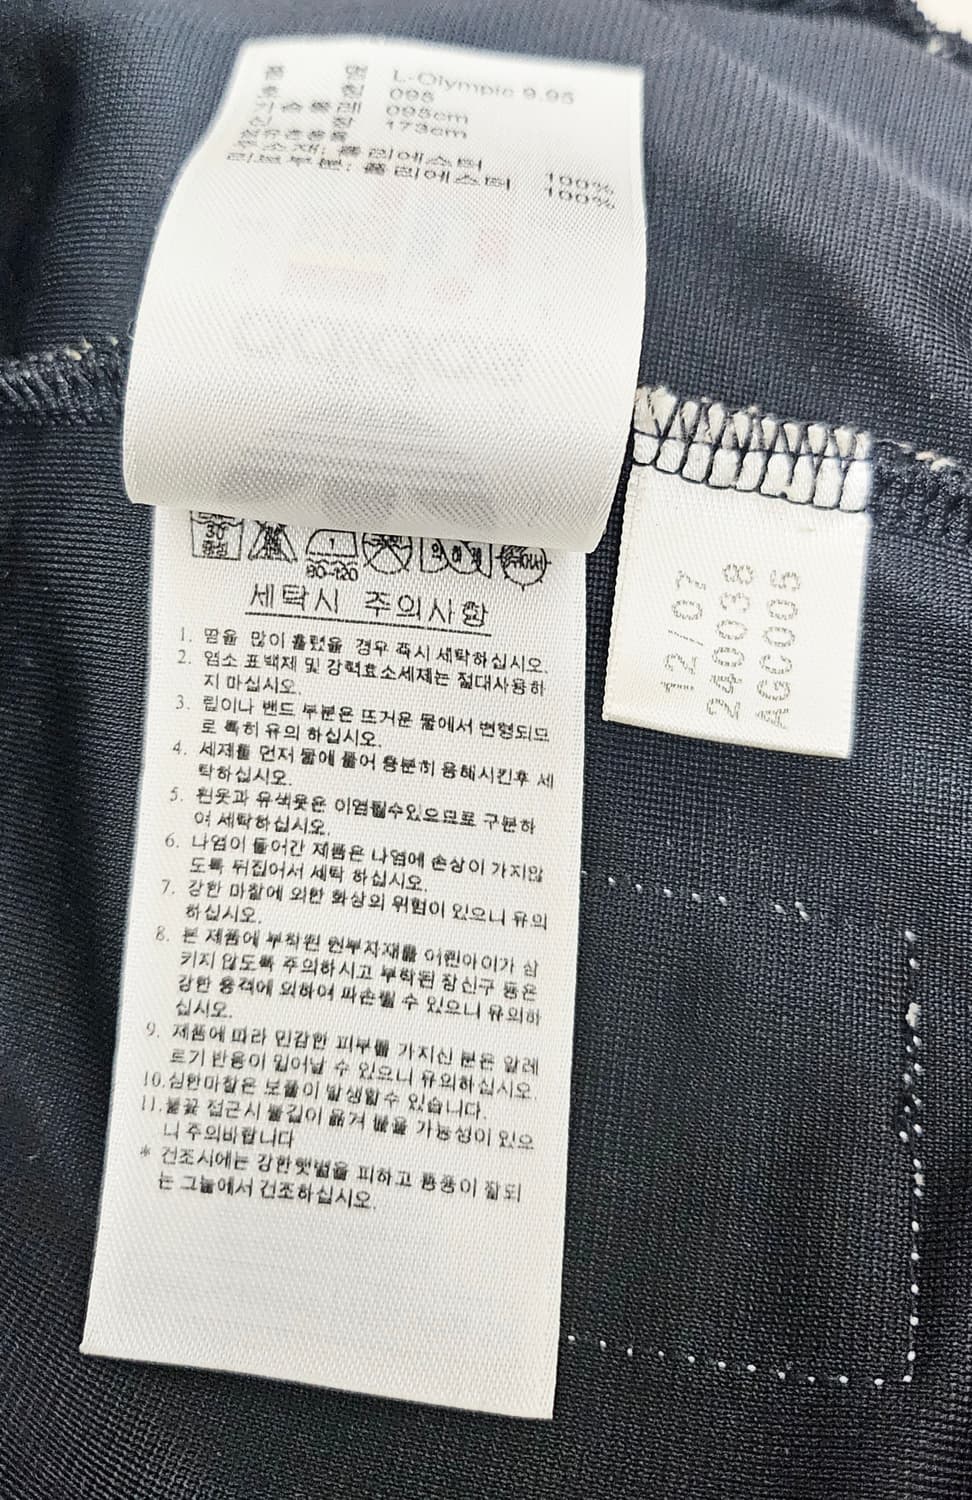 품 명 L-Olympic 9.95
호 칭 095
가 슴 둘 레 095cm
신 장 173cm
섬유혼용률
주소재: 폴리에스터 100%
리브부분: 폴리에스터 100%
30
중성
1
80~120
세탁시 주의사항
1. 땀을 많이 흘렸을 경우 즉시 세탁하십시오.
2. 염소 표백제 및 강력효소세제는 절대사용하
지 마십시오.
3. 립이나 밴드 부분은 뜨거운 물에서 변형되므
로 특히 유의 하십시오.
4. 세제를 먼저 물에 풀어 충분히 용해시킨후 세
탁하십시오.
5. 흰옷과 유색옷은 이염될수있으므로 구분하
여 세탁하십시오.
6. 나염이 들어간 제품은 나염에 손상이 가지않
도록 뒤집어서 세탁 하십시오.
7. 강한 마찰에 의한 화상의 위험이 있으니 유의
하십시오.
8. 본 제품에 부착된 원부자재를 어린아이가 삼
키지 않도록 주의하시고 부착된 장신구 등은
강한 충격에 의하여 파손될 수 있으니 유의하
십시오.
9. 제품에 따라 민감한 피부를 가지신 분은 알레
르기 반응이 일어날 수 있으니 유의하십시오.
10.심한마찰은 보풀이 발생할수 있습니다.
11.불꽃 접근시 불길이 옮겨 붙을 가능성이 있으
니 주의바랍니다
* 건조시에는 강한햇볕을 피하고 통풍이 잘되
는 그늘에서 건조하십시오.
12/07
240038
AGC005